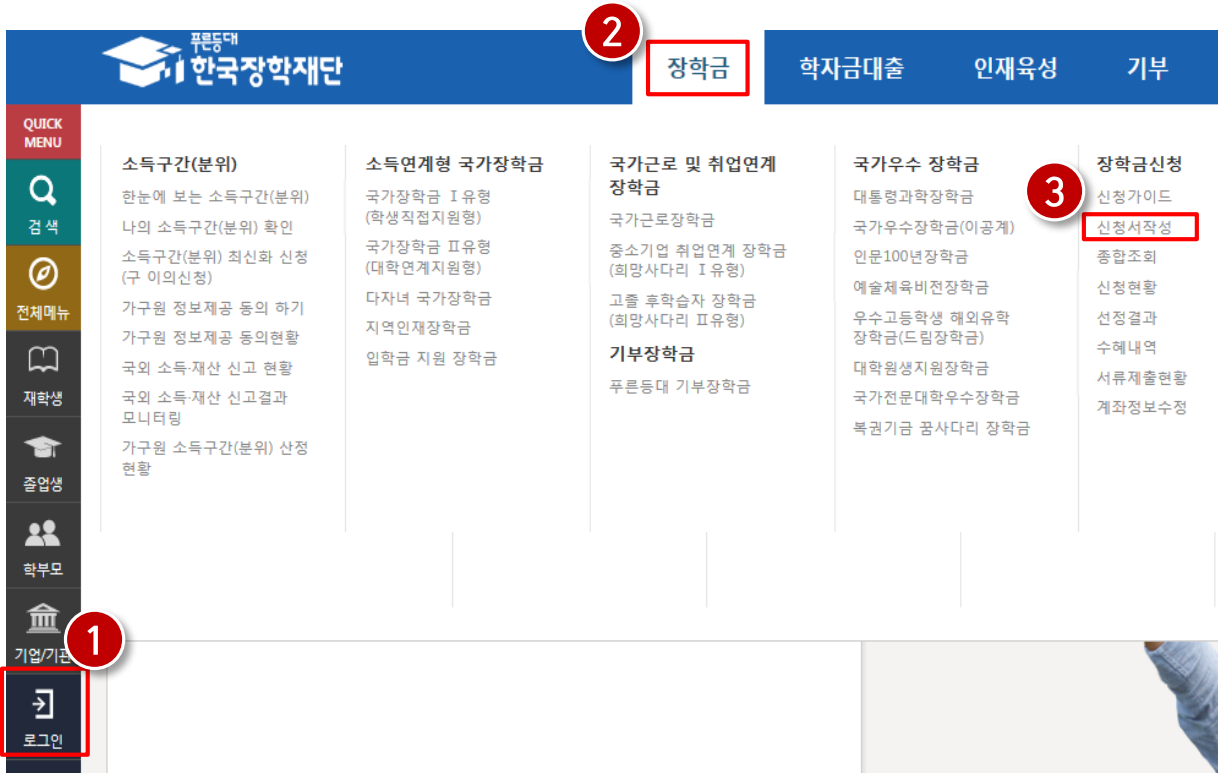 2
푸른등대
한국장학재단
장학금
학자금대출
인재육성
기부
QUICK
MENU
검색
전체메뉴
재학생
졸업생
학부모
기업/기관
1
로그인
소득구간(분위)
한눈에 보는 소득구간(분위)
나의 소득구간(분위) 확인
소득구간(분위) 최신화 신청
(구 이의신청)
가구원 정보제공 동의 하기
가구원 정보제공 동의현황
국외 소득·재산 신고 현황
국외 소득·재산 신고결과
모니터링
가구원 소득구간(분위) 산정
현황
소득연계형 국가장학금
국가장학금 Ⅰ유형
(학생직접지원형)
국가장학금 Ⅱ유형
(대학연계지원형)
다자녀 국가장학금
지역인재장학금
입학금 지원 장학금
국가근로 및 취업연계
장학금
국가근로장학금
중소기업 취업연계 장학금
(희망사다리 Ⅰ유형)
고졸 후학습자 장학금
(희망사다리 Ⅱ유형)
기부장학금
푸른등대 기부장학금
국가우수 장학금
대통령과학장학금
국가우수장학금(이공계)
인문100년장학금
예술체육비전장학금
우수고등학생 해외유학
장학금(드림장학금)
대학원생지원장학금
국가전문대학우수장학금
복권기금 꿈사다리 장학금
3
장학금신청
신청가이드
신청서작성
종합조회
신청현황
선정결과
수혜내역
서류제출현황
계좌정보수정